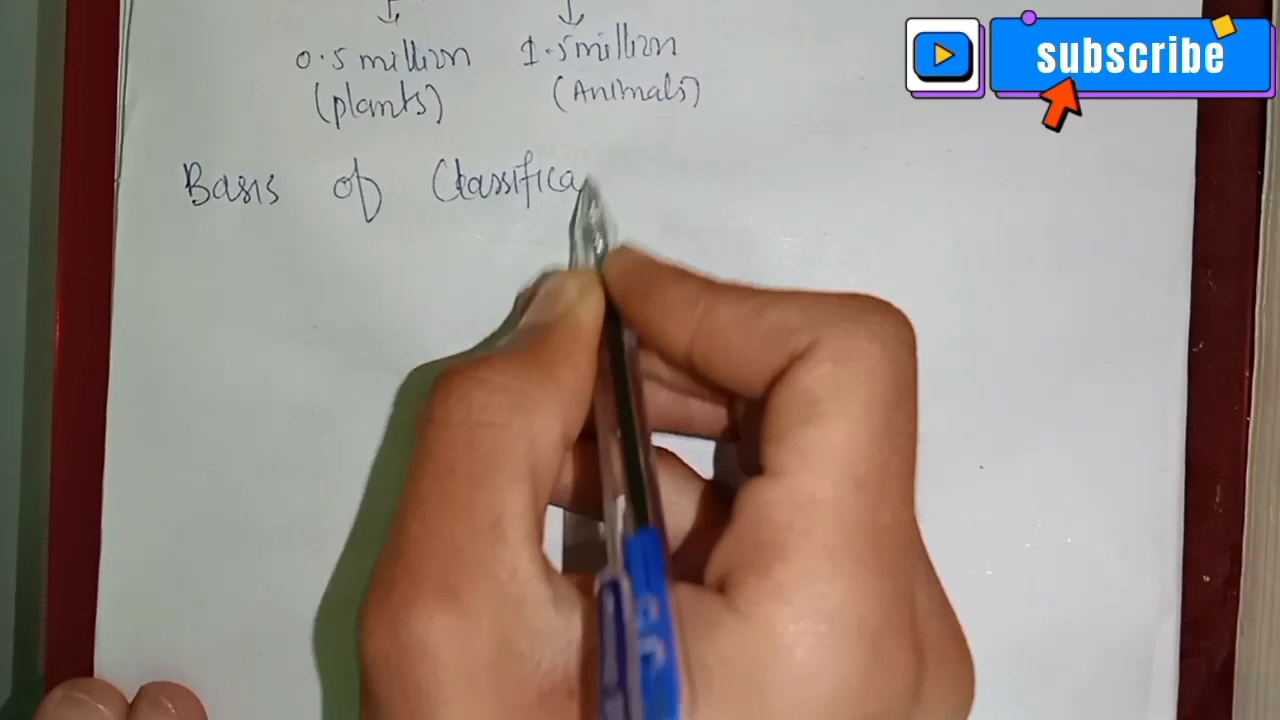 0.5 million 1.5 million
(plants) (Animals)
Basis of Classifica
subscribe